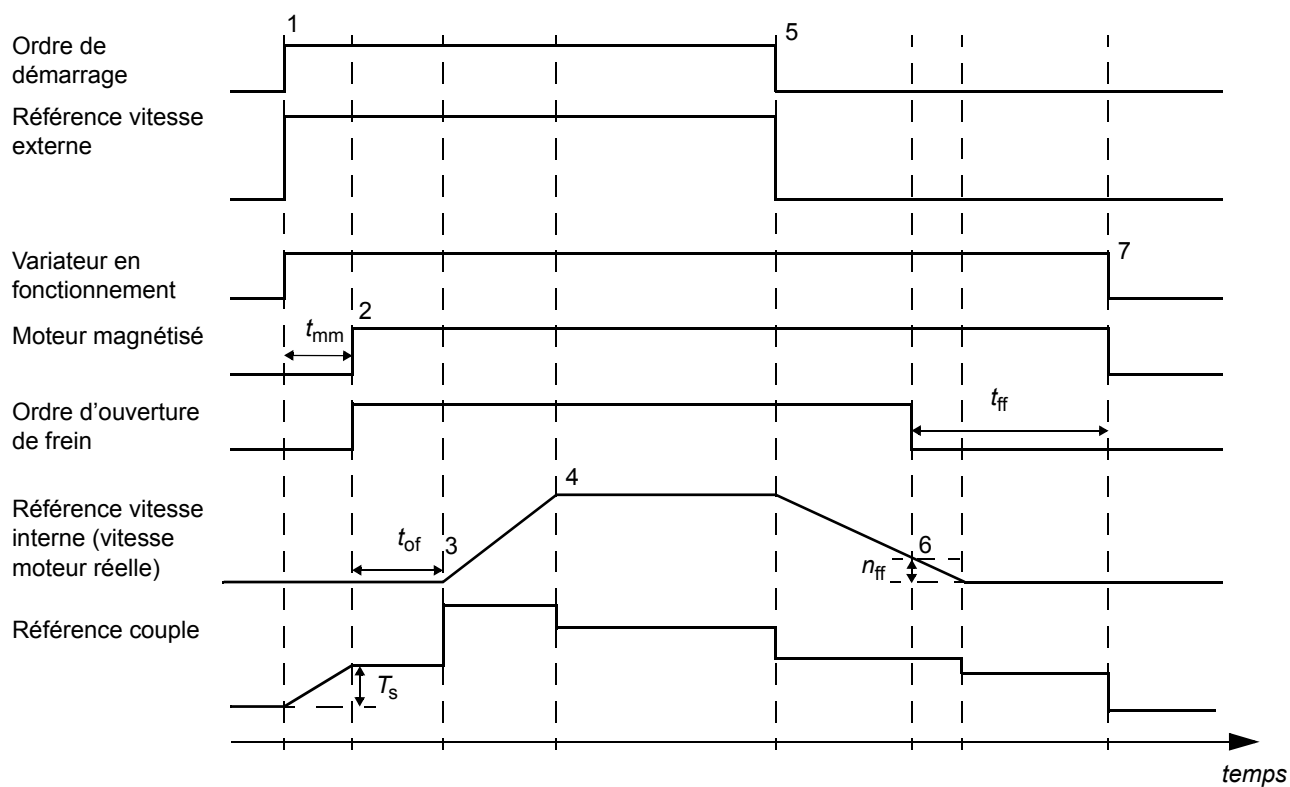 1
5
Ordre de
démarrage
Référence vitesse
externe
Variateur en
fonctionnement
7
2
Moteur magnétisé
tmm
Ordre d'ouverture
de frein
tff
4
Référence vitesse
interne (vitesse
moteur réelle)
tof
3
6
nff
Référence couple
Ts
temps